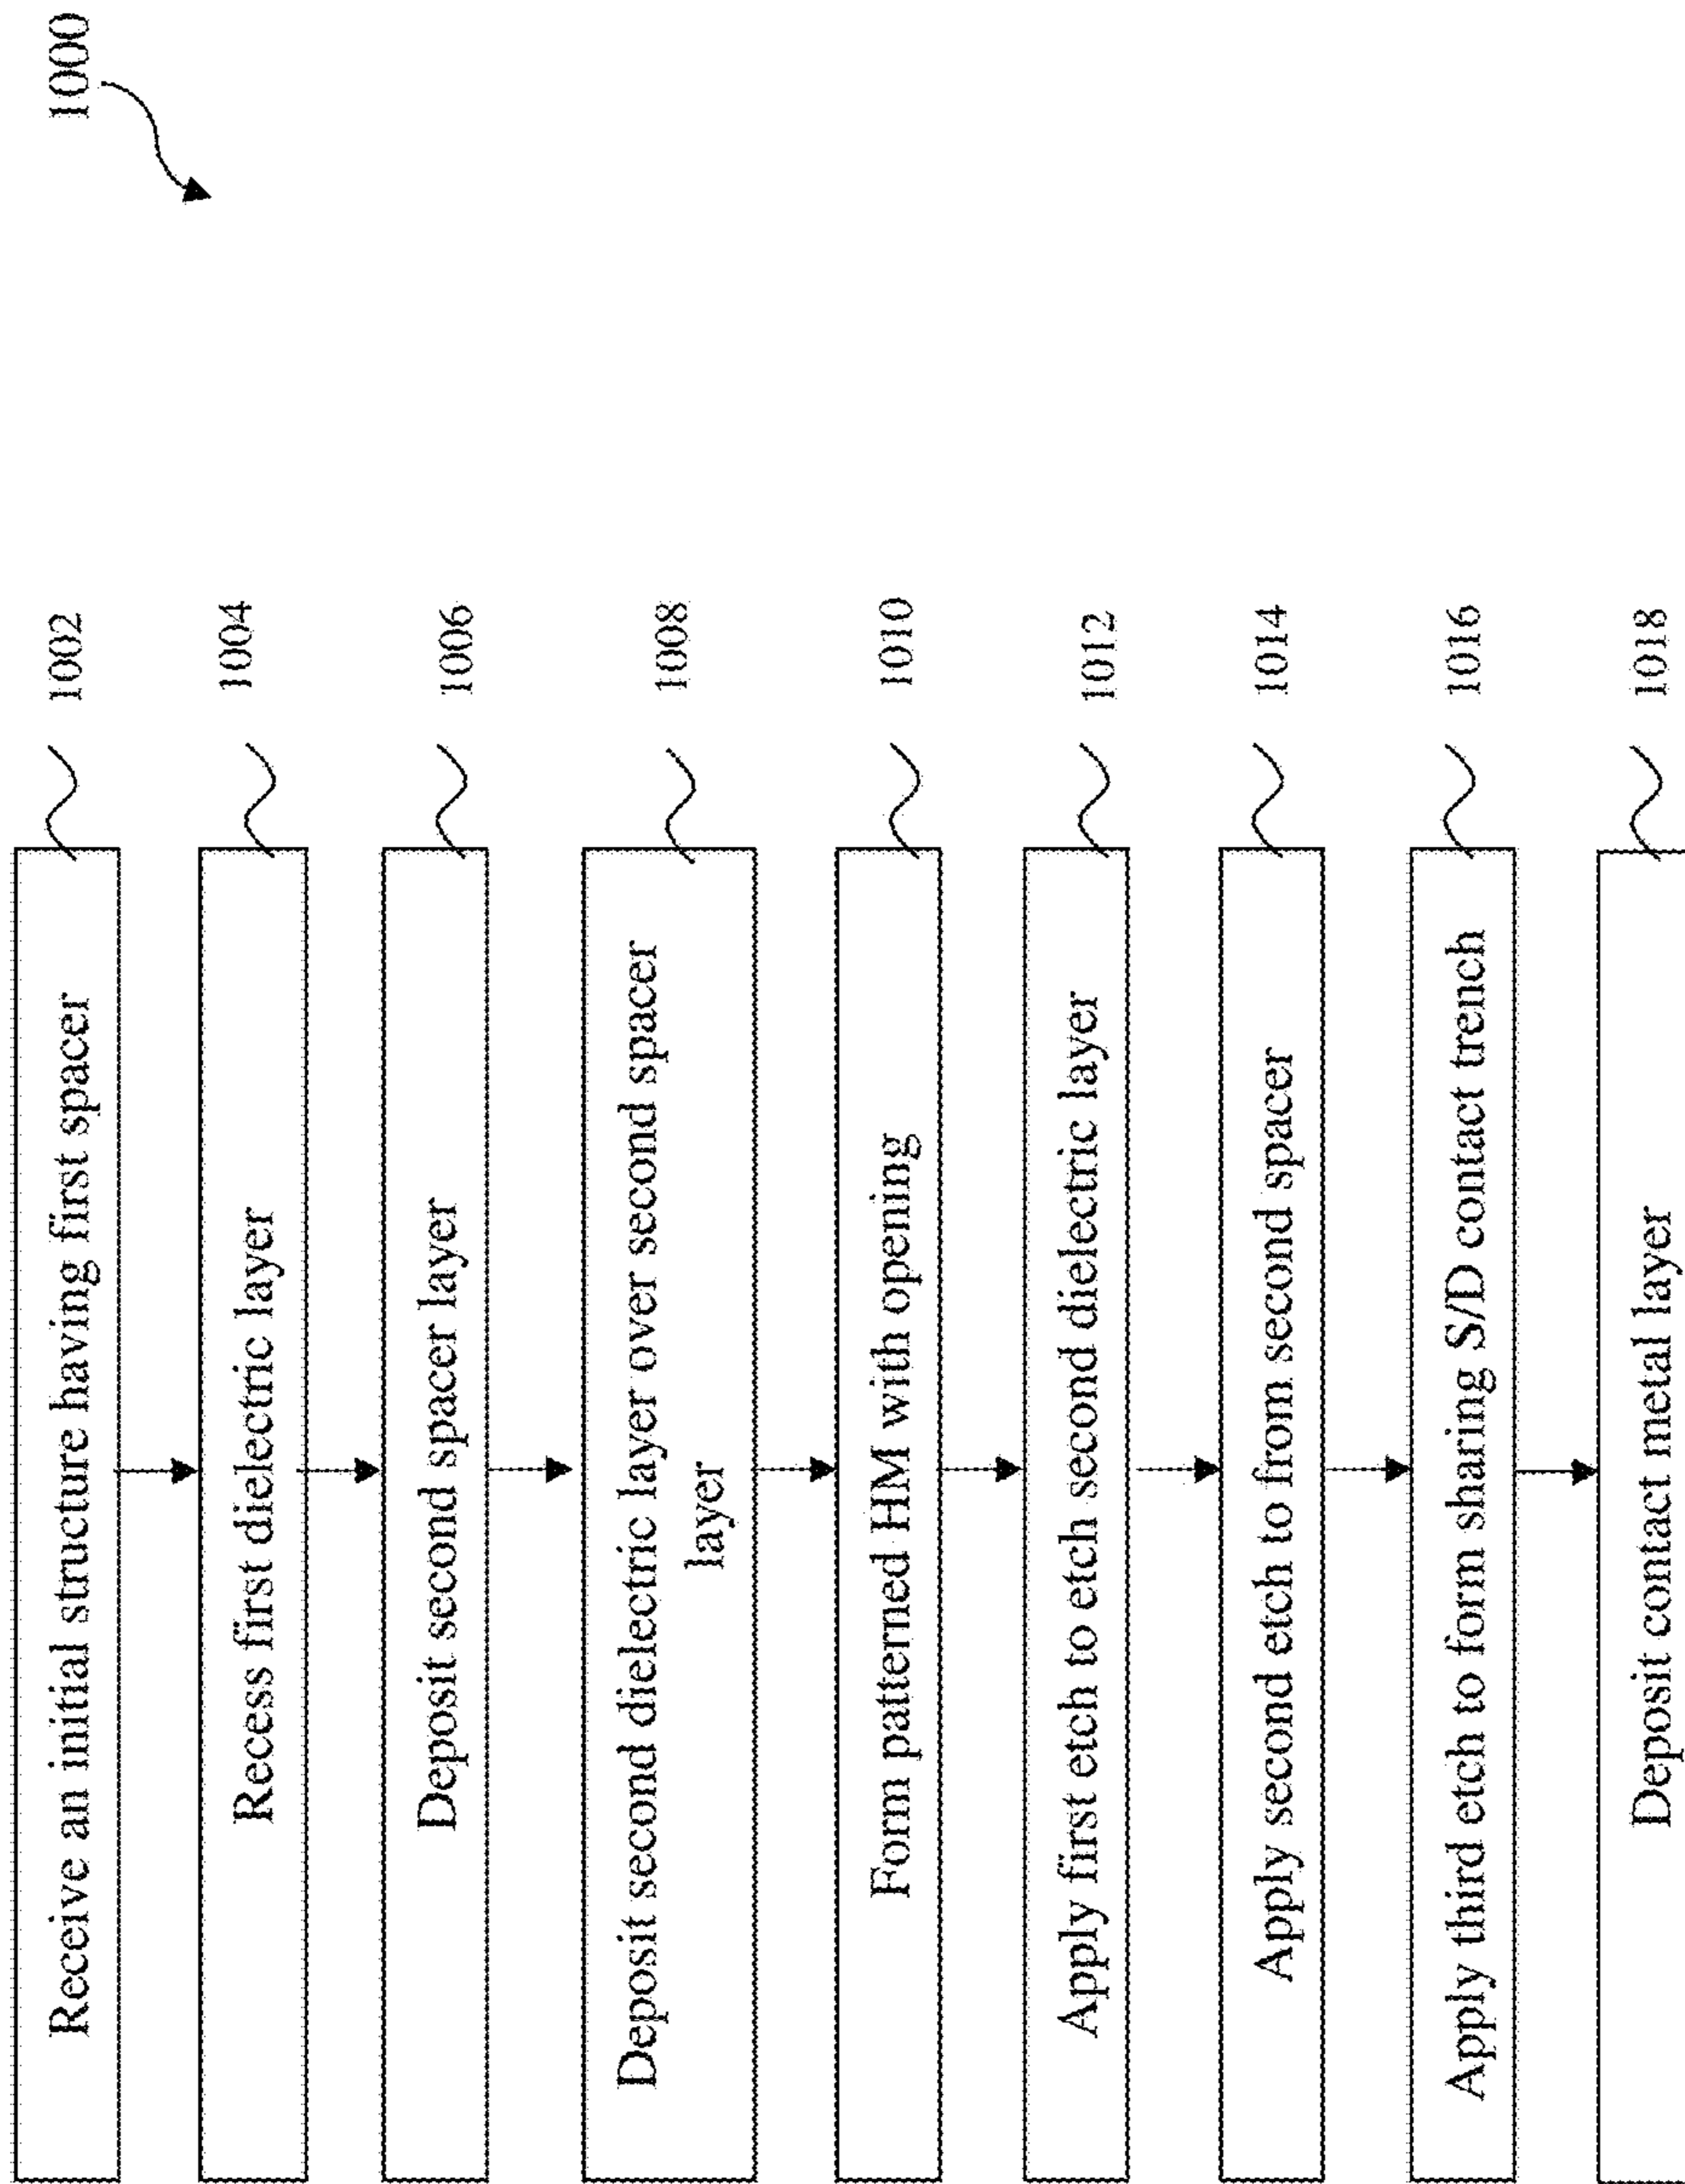 1000
Receive an initial structure having first spacer
1002
Recess first dielectric layer
1004
Deposit second spacer layer
1006
Deposit second dielectric layer over second spacer
layer
1008
Form patterned HM with opening
1010
Apply first etch to etch second dielectric layer
1012
Apply second etch to from second spacer
1014
Apply third etch to form sharing S/D contact trench
1016
Deposit contact metal layer
1018